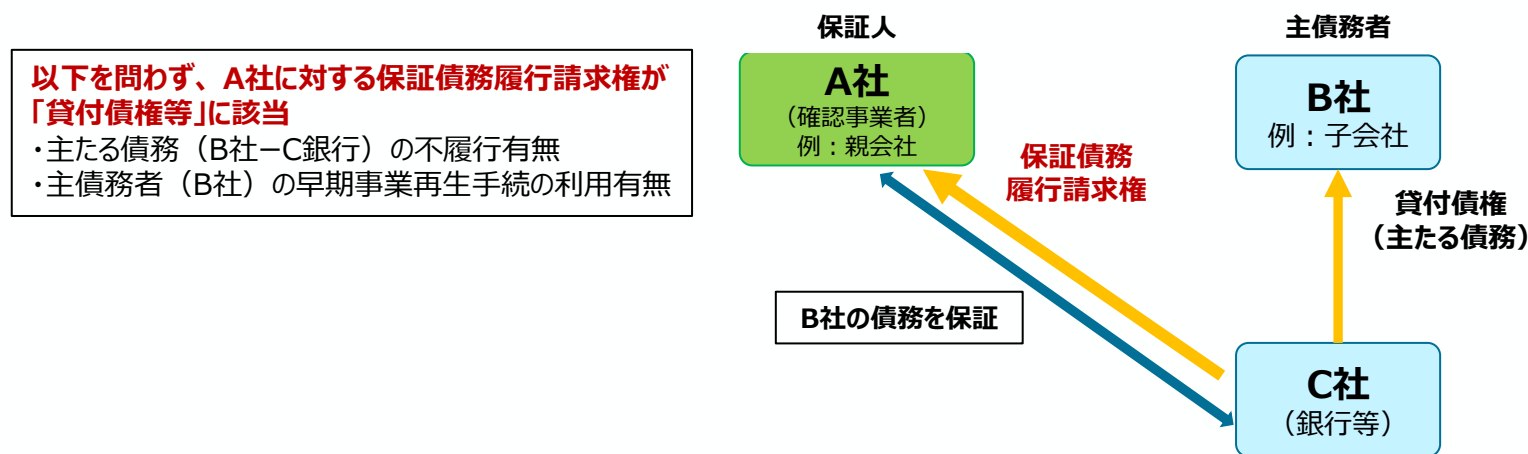 以下を問わず、A社に対する保証債務履行請求権が
「貸付債権等」に該当
・主たる債務（B社－C銀行）の不履行有無
・主債務者（B社）の早期事業再生手続の利用有無
保証人
A社
（確認事業者）
例：親会社
主債務者
B社
例：子会社
保証債務
履行請求権
貸付債権
（主たる債務）
B社の債務を保証
C社
（銀行等）